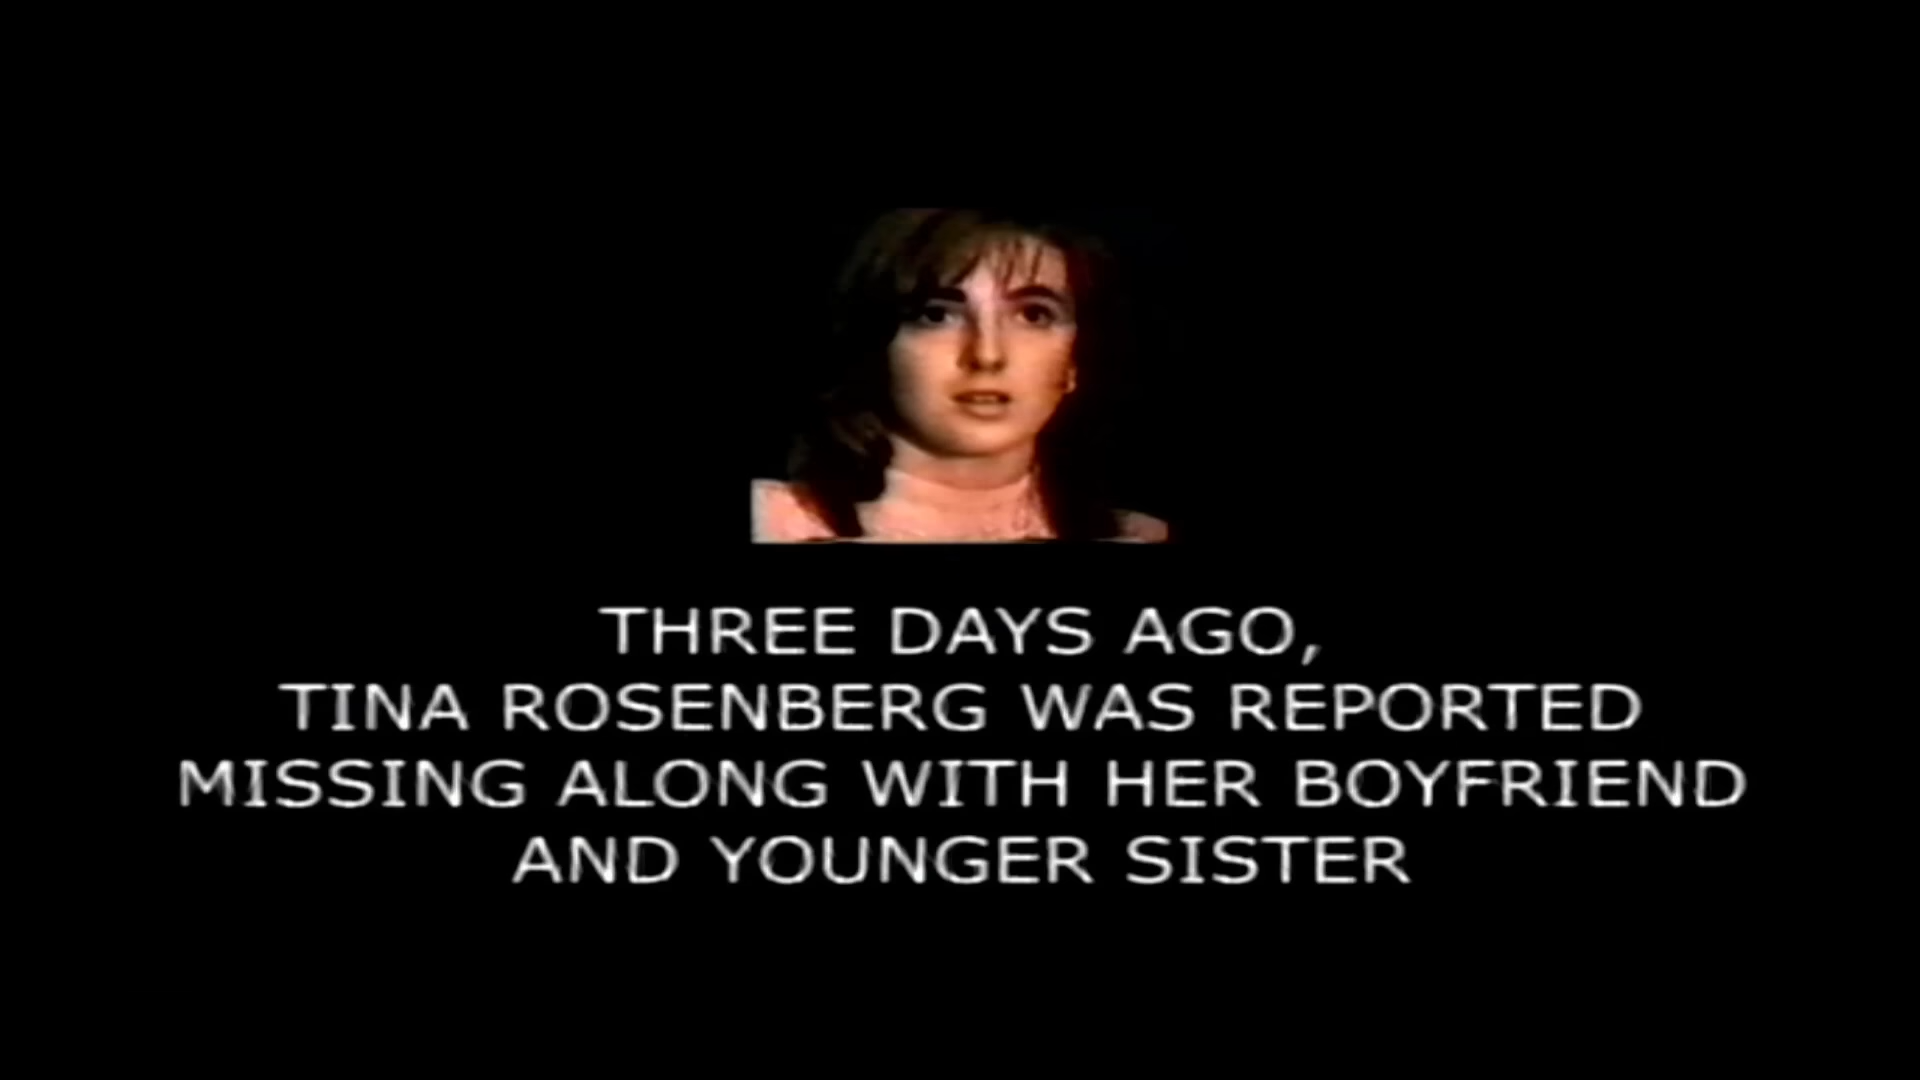 THREE DAYS AGO,
TINA ROSENBERG WAS REPORTED
MISSING ALONG WITH HER BOYFRIEND
AND YOUNGER SISTER